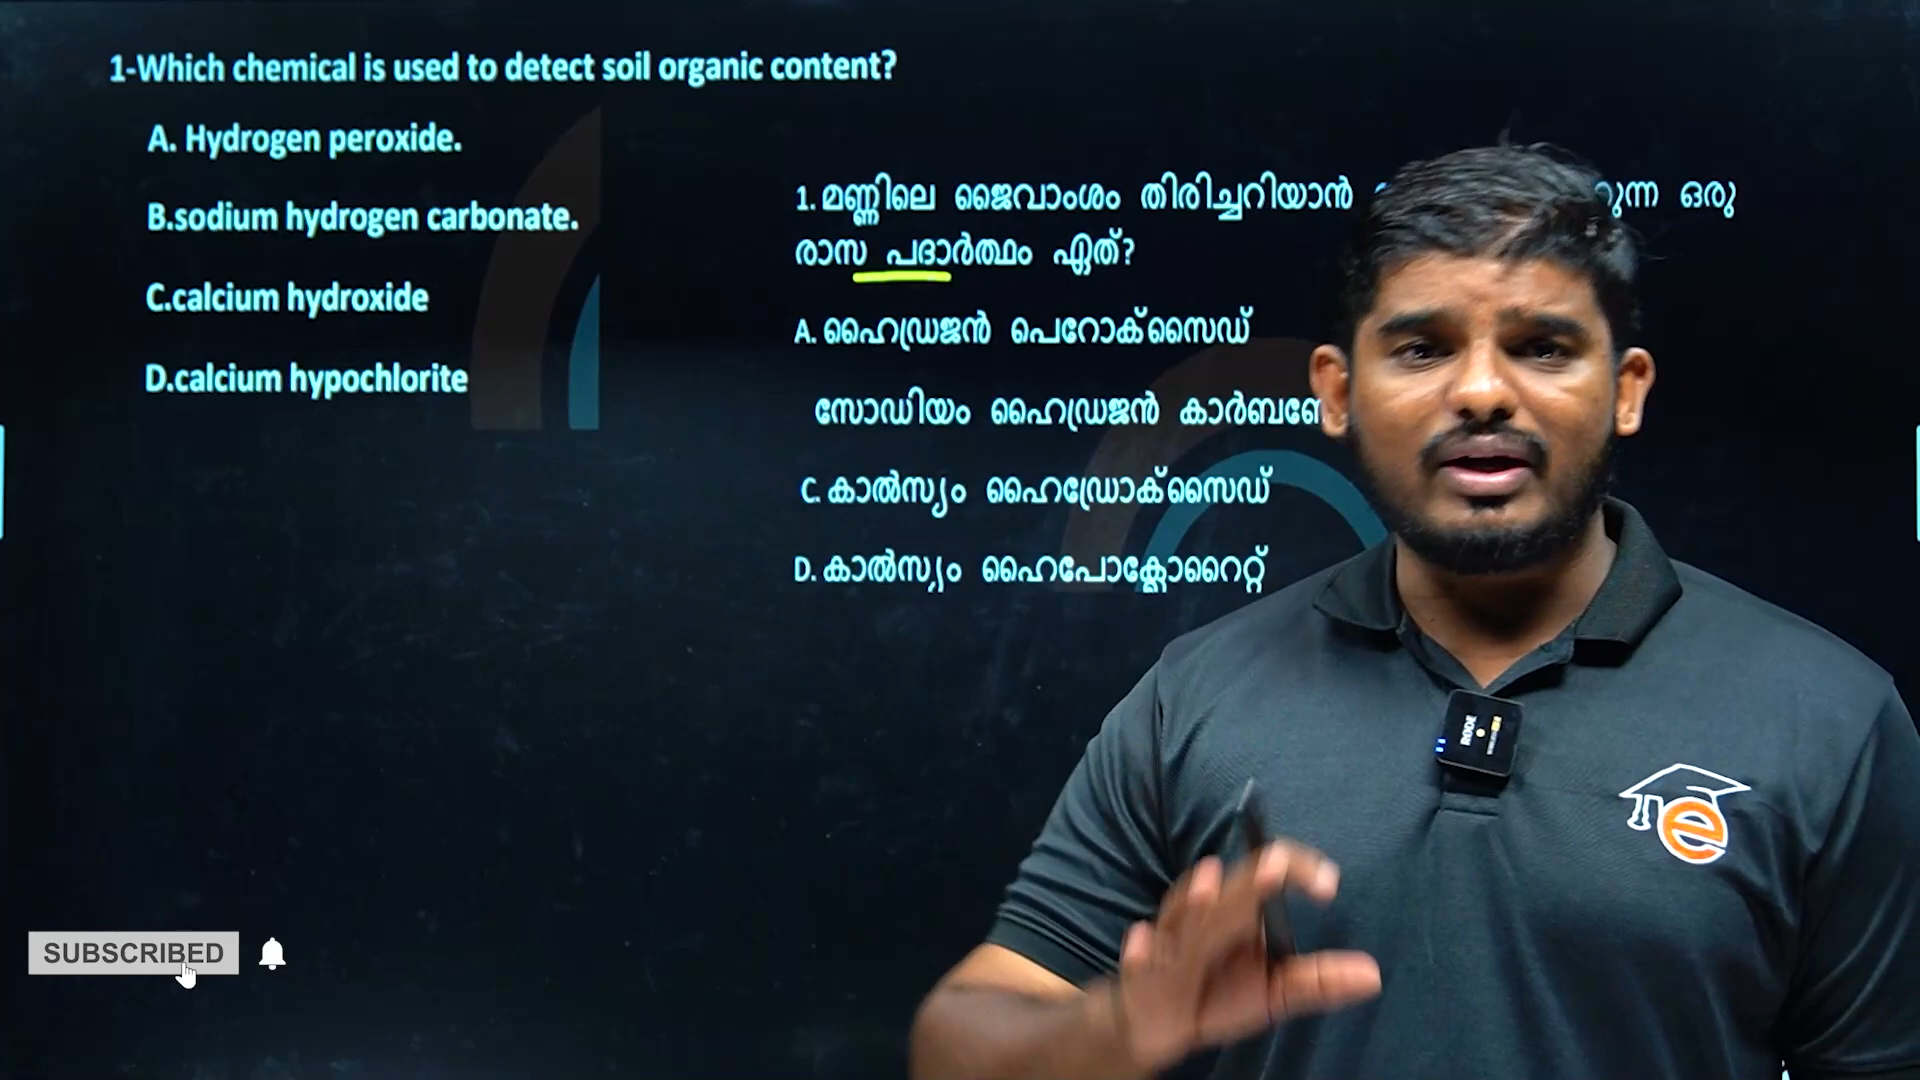 1-Which chemical is used to detect soil organic content?
A. Hydrogen peroxide.
B.sodium hydrogen carbonate.
C.calcium hydroxide
D.calcium hypochlorite
1. മണ്ണിലെ ജൈവാംശം തിരിച്ചറിയാൻ ഒരു
രാസ പദാർത്ഥം ഏത്?
A. ഹൈഡ്രജൻ പെറോക്സൈഡ്
സോഡിയം ഹൈഡ്രജൻ
C. കാൽസ്യം ഹൈഡ്രോക്സൈഡ്
D. കാൽസ്യം ഹൈപോക്ലോറൈറ്റ്
RODE
e
SUBSCRIBED